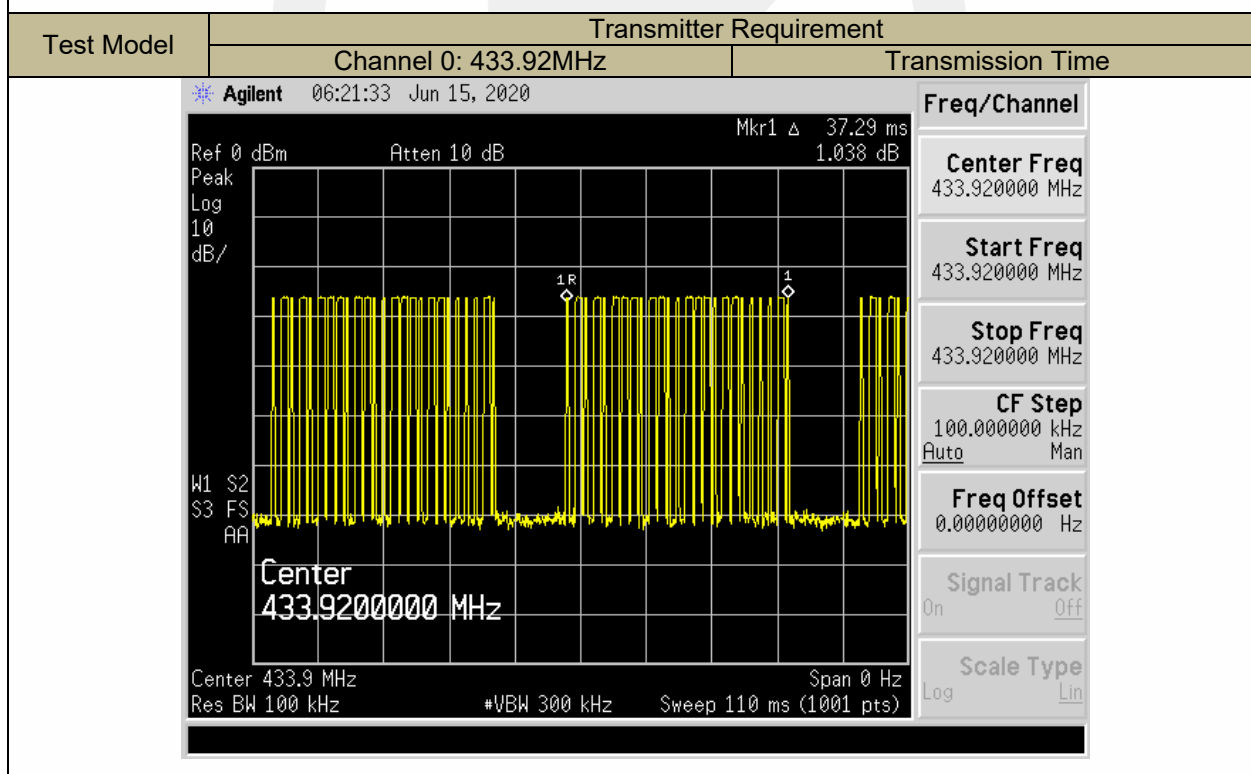 Test Model
Transmitter Requirement
Channel 0: 433.92MHz
Transmission Time
Agilent 06:21:33 Jun 15, 2020
Freq/Channel
Mkr1 Δ 37.29 ms
Ref 0 dBm Atten 10 dB 1.038 dB
Peak
Log
10
dB/
1R
1
W1 S2
S3 FS
AA
Center
433.9200000 MHz
Center 433.9 MHz Span 0 Hz
Res BW 100 kHz #VBW 300 kHz Sweep 110 ms (1001 pts)
Center Freq
433.920000 MHz
Start Freq
433.920000 MHz
Stop Freq
433.920000 MHz
CF Step
100.000000 kHz
Auto Man
Freq Offset
0.00000000 Hz
Signal Track
On Off
Scale Type
Log Lin